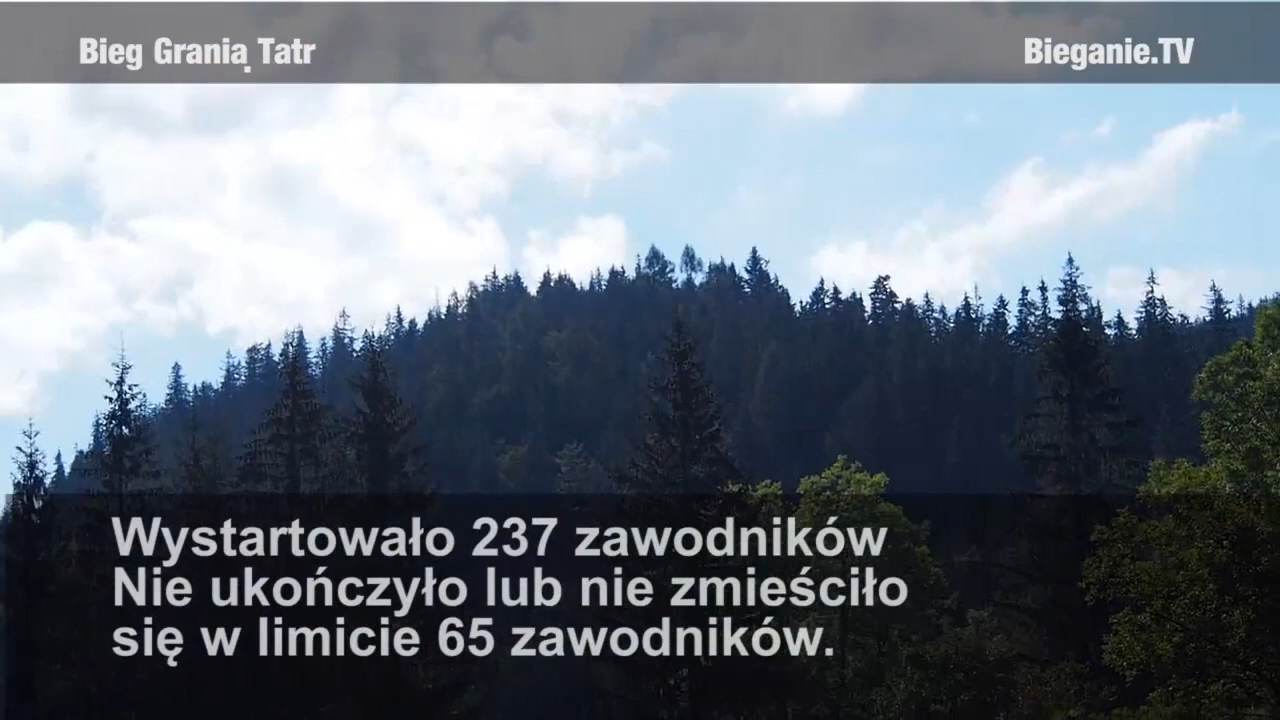 Bieg Granią Tatr
Bieganie.TV
Wystartowało 237 zawodników
Nie ukończyło lub nie zmieściło
się w limicie 65 zawodników.